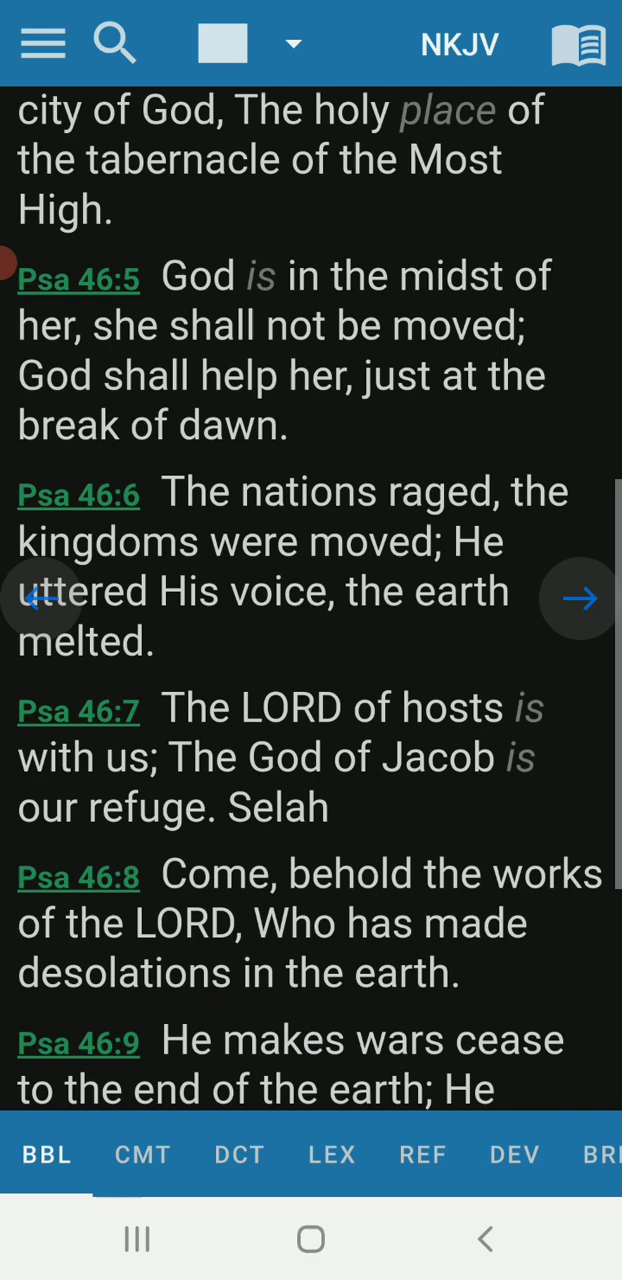 NKJV
city of God, The holy place of
the tabernacle of the Most
High.
Psa 46:5 God is in the midst of
her, she shall not be moved;
God shall help her, just at the
break of dawn.
Psa 46:6 The nations raged, the
kingdoms were moved; He
uttered His voice, the earth
melted.
Psa 46:7 The LORD of hosts is
with us; The God of Jacob is
our refuge. Selah
Psa 46:8 Come, behold the works
of the LORD, Who has made
desolations in the earth.
Psa 46:9 He makes wars cease
to the end of the earth; He
BBL CMT DCT LEX REF DEV BRI